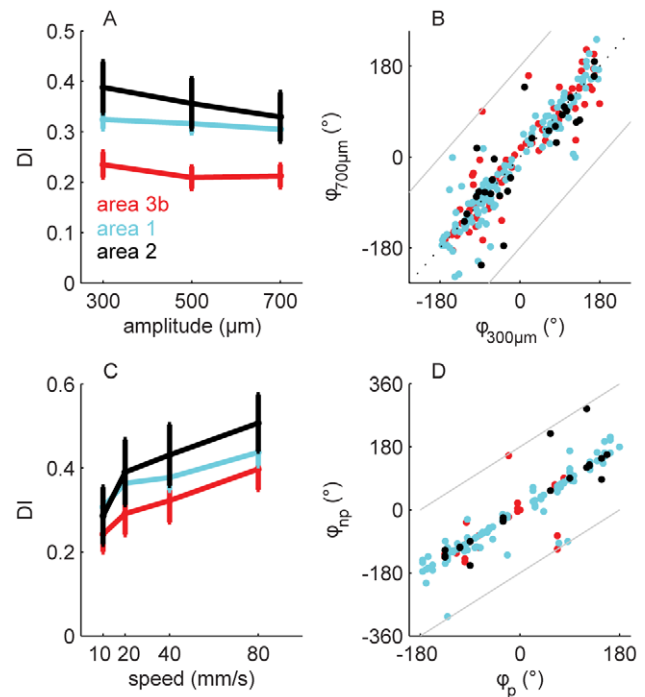 A
0.5
0.4
0.3
0.2
0.1
0
DI
area 3b
area 1
area 2
300 500 700
amplitude (µm)
B
180
0
-180
φ700µm (°)
-180 0 180
φ300µm (°)
C
0.6
0.4
0.2
0
DI
10 20 40 80
speed (mm/s)
D
360
180
0
-180
-360
φnp (°)
-180 0 180
φp (°)